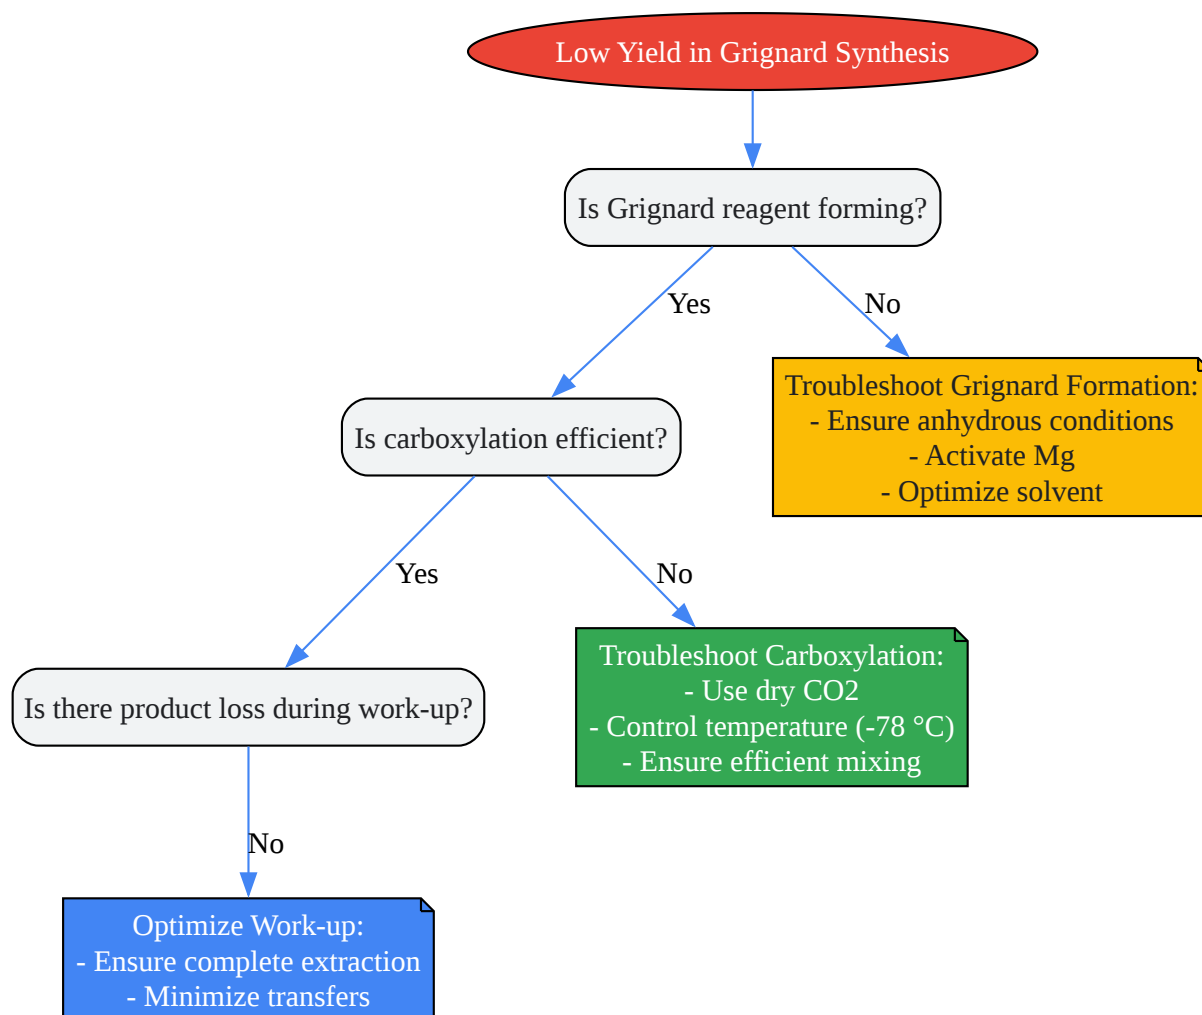 Low Yield in Grignard Synthesis
Is Grignard reagent forming?
Yes
No
Troubleshoot Grignard Formation:
- Ensure anhydrous conditions
- Activate Mg
- Optimize solvent
Is carboxylation efficient?
Yes
No
Troubleshoot Carboxylation:
- Use dry CO2
- Control temperature (-78 °C)
- Ensure efficient mixing
Is there product loss during work-up?
No
Optimize Work-up:
- Ensure complete extraction
- Minimize transfers